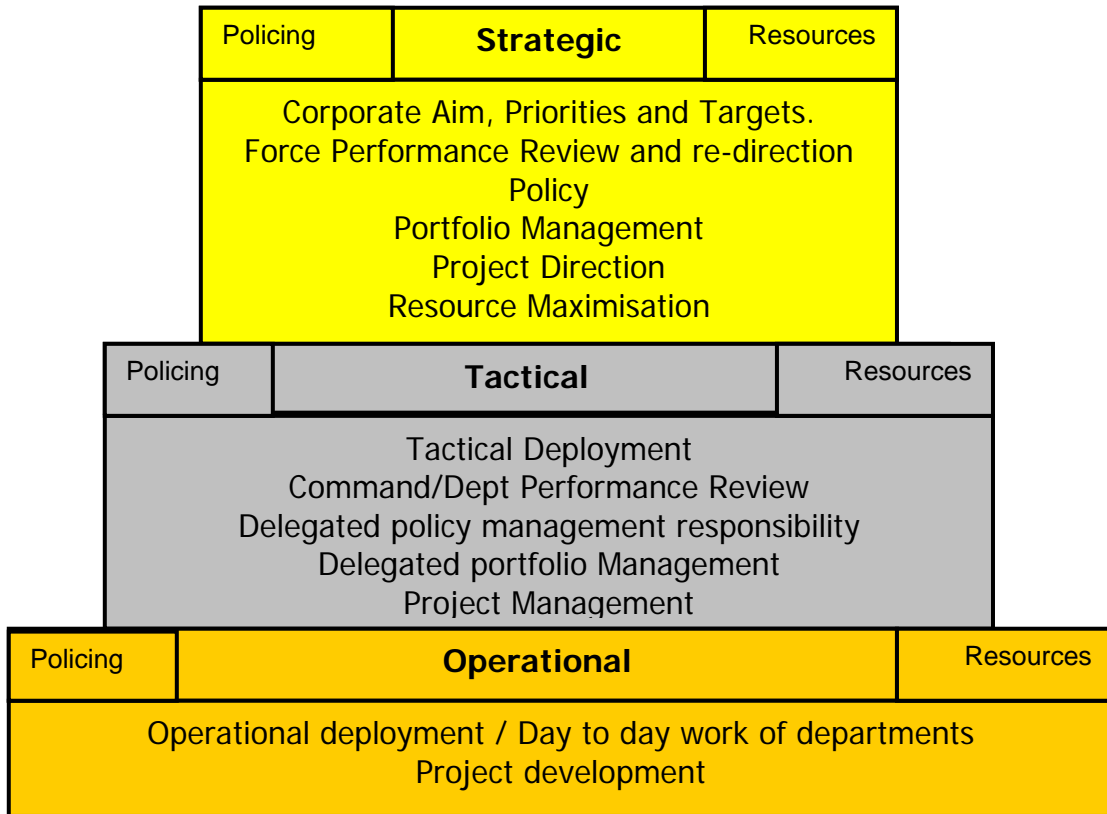 Policing Strategic Resources
Corporate Aim, Priorities and Targets.
Force Performance Review and re-direction
Policy
Portfolio Management
Project Direction
Resource Maximisation
Policing Tactical Resources
Tactical Deployment
Command/Dept Performance Review
Delegated policy management responsibility
Delegated portfolio Management
Project Management
Policing Operational Resources
Operational deployment / Day to day work of departments
Project development